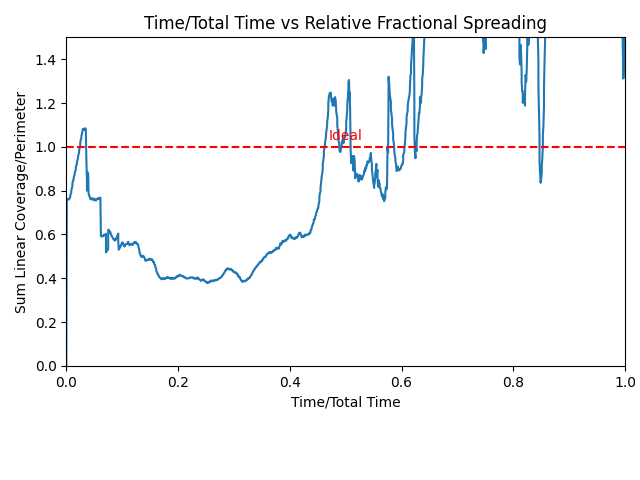 Time/Total Time vs Relative Fractional Spreading
Sum Linear Coverage/Perimeter
1.4
1.2
1.0
0.8
0.6
0.4
0.2
0.0
Ideal
0.0 0.2 0.4 0.6 0.8 1.0
Time/Total Time